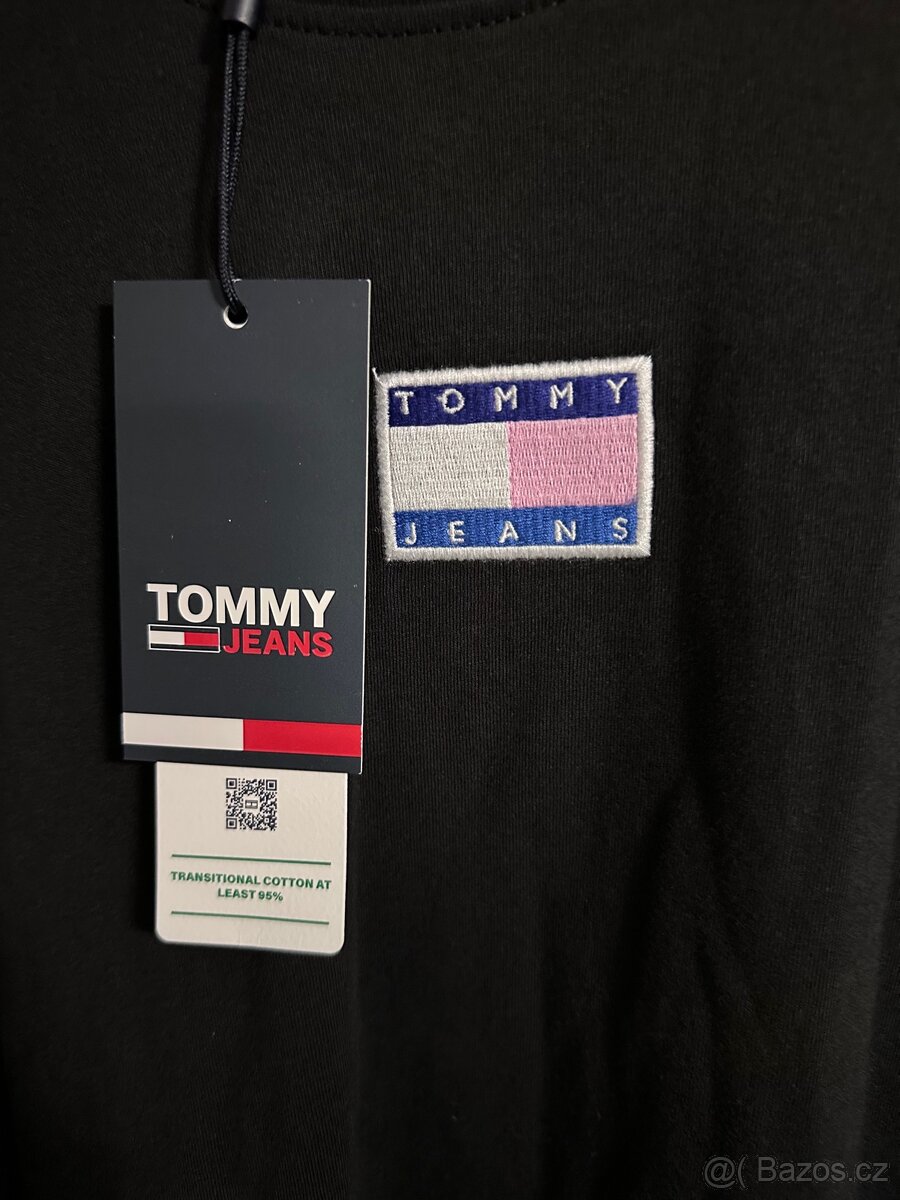 TOMMY
JEANS
TOMMY
JEANS
TRANSITIONAL COTTON AT
LEAST 95%
@( Bazos.cz